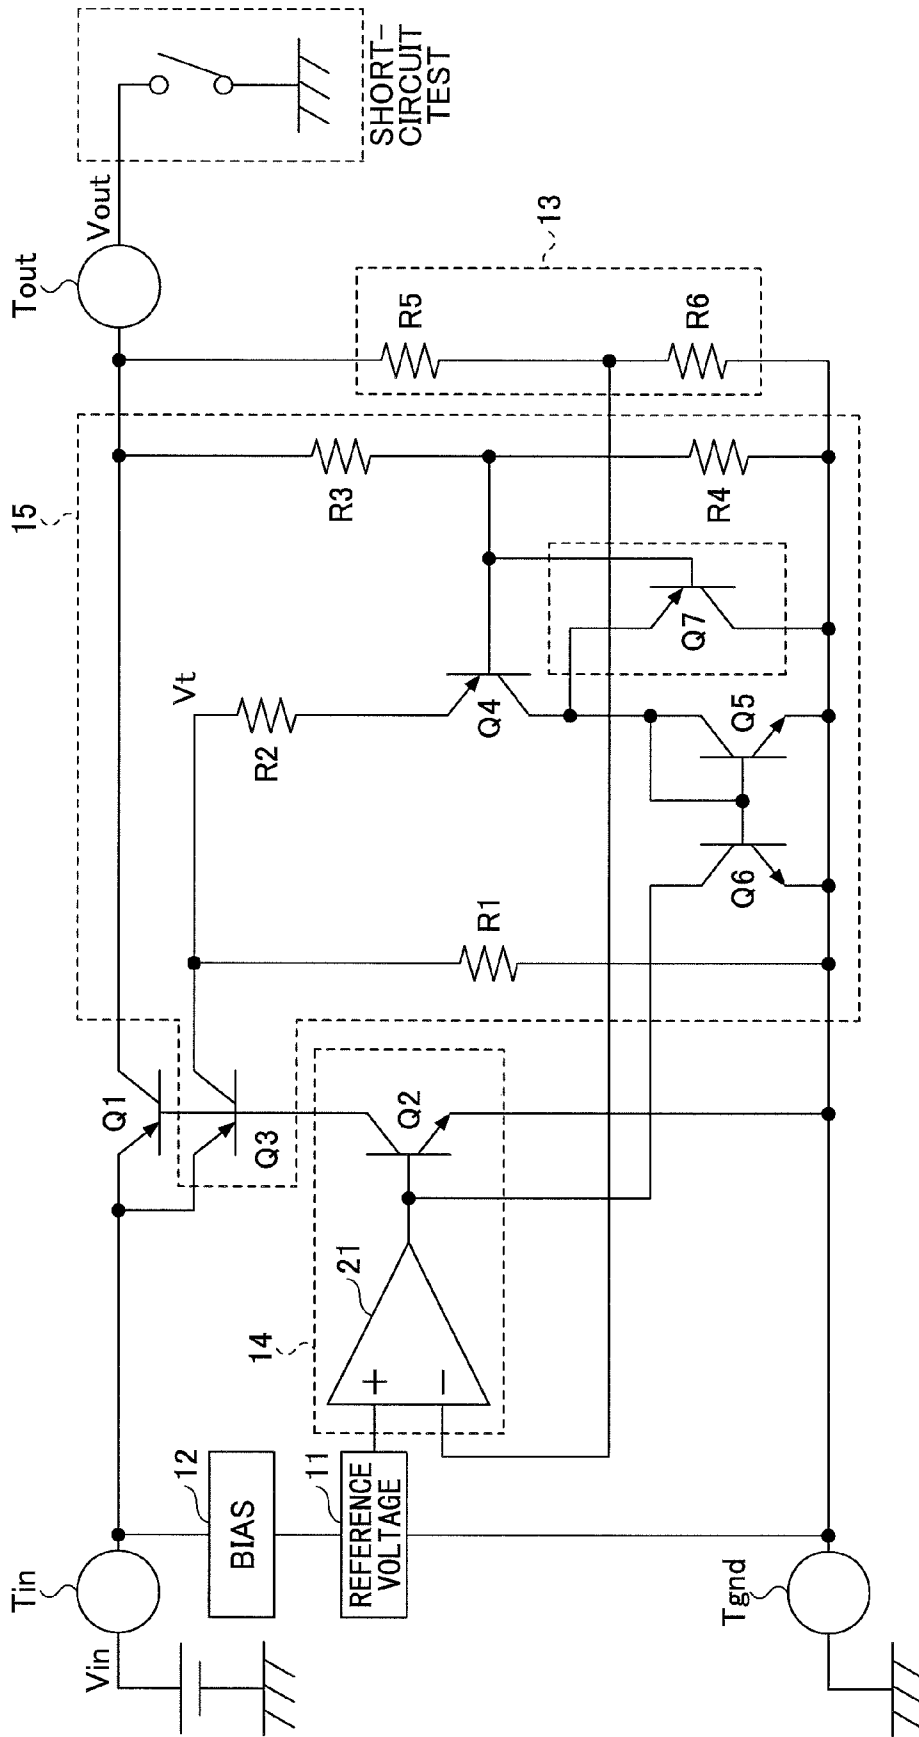 Tin
Vin
12
BIAS
11
REFERENCE
VOLTAGE
Tgnd
14
21
+
−
Q1
Q3
Q2
15
Vt
R1
R2
Q4
Q6
Q5
Q7
R3
R4
13
R5
R6
Tout
Vout
SHORT-
CIRCUIT
TEST